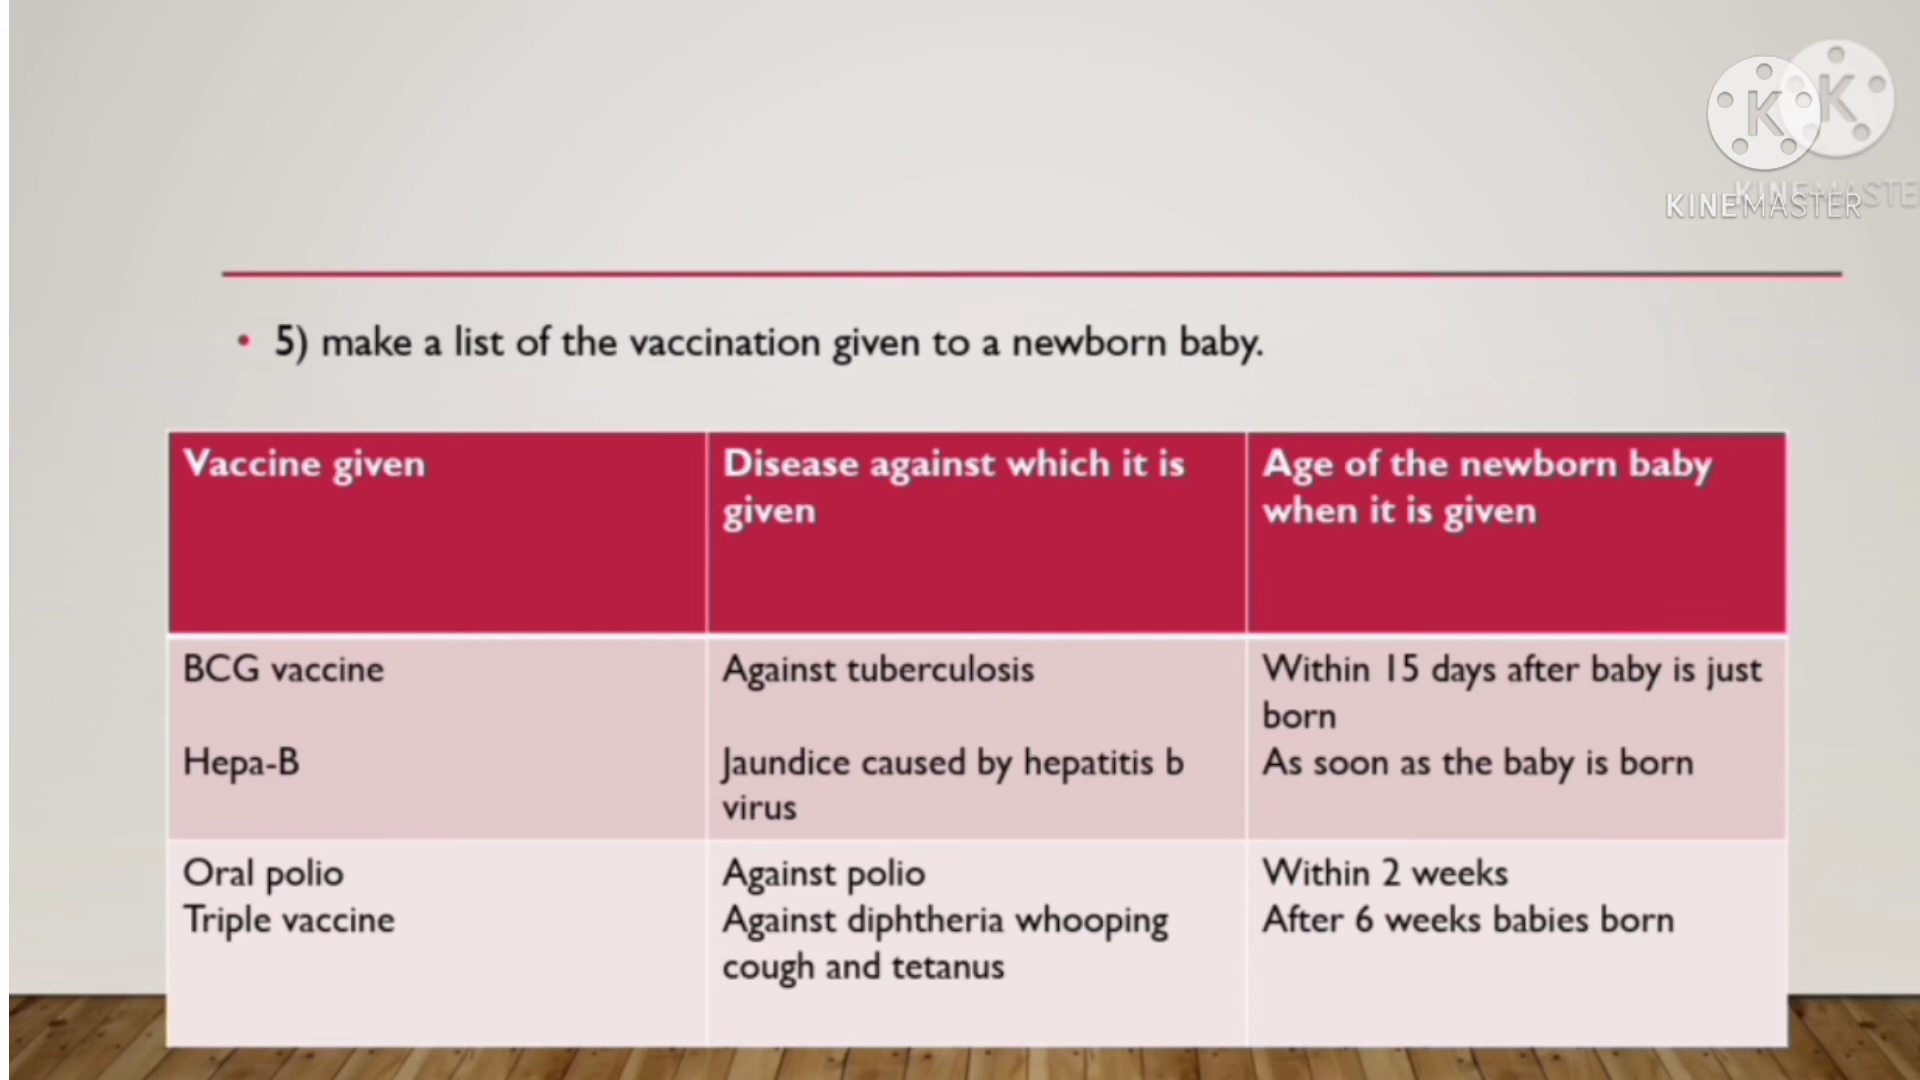 KINEMASTER
KINEMASTE
• 5) make a list of the vaccination given to a newborn baby.
Vaccine given
Disease against which it is
given
Age of the newborn baby
when it is given
BCG vaccine
Against tuberculosis
Within 15 days after baby is just
born
Hepa-B
Jaundice caused by hepatitis b
virus
As soon as the baby is born
Oral polio
Against polio
Within 2 weeks
Triple vaccine
Against diphtheria whooping
cough and tetanus
After 6 weeks babies born